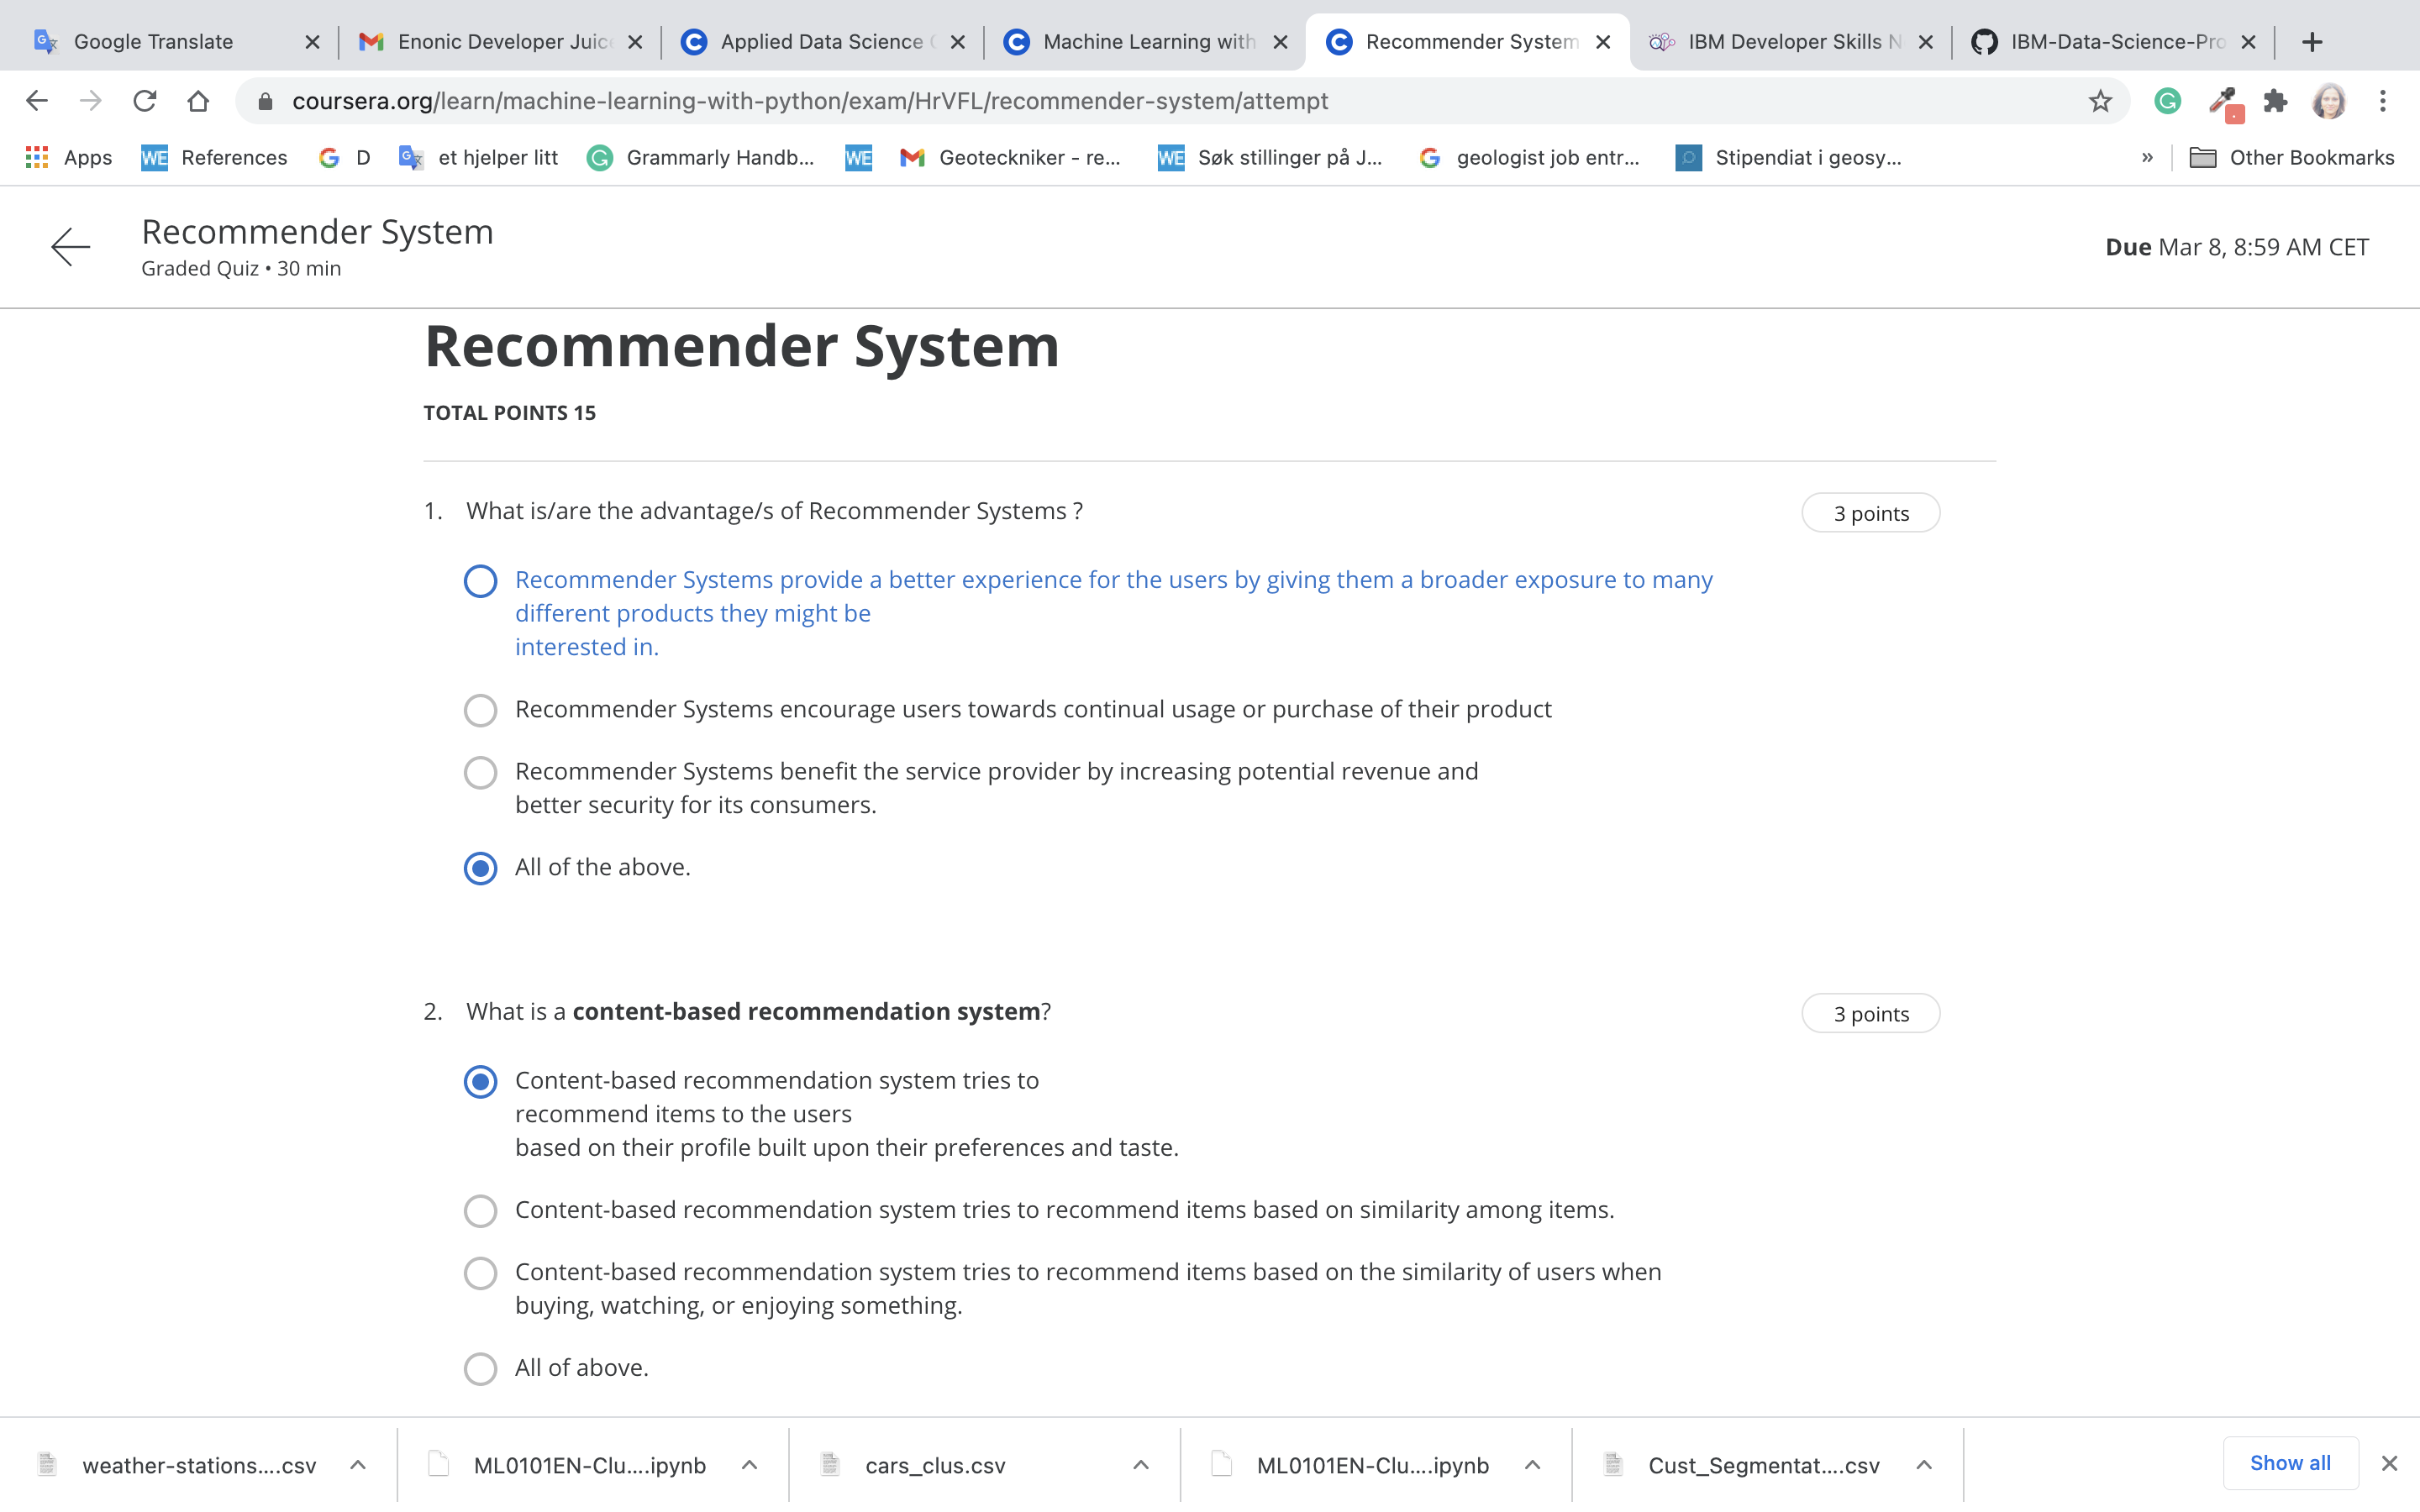 Google Translate
Enonic Developer Juic
Applied Data Science C
Machine Learning with
Recommender System
IBM Developer Skills N
IBM-Data-Science-Pro
coursera.org/learn/machine-learning-with-python/exam/HrVFL/recommender-system/attempt
Apps
WE References
G D
et hjelper litt
Grammarly Handb...
WE
Geoteckniker - re...
WE Søk stillinger på J...
geologist job entr...
Stipendiat i geosy...
»
Other Bookmarks
Recommender System
Graded Quiz • 30 min
Due Mar 8, 8:59 AM CET
Recommender System
TOTAL POINTS 15
1. What is/are the advantage/s of Recommender Systems ?
3 points
Recommender Systems provide a better experience for the users by giving them a broader exposure to many
different products they might be
interested in.
Recommender Systems encourage users towards continual usage or purchase of their product
Recommender Systems benefit the service provider by increasing potential revenue and
better security for its consumers.
All of the above.
2. What is a content-based recommendation system?
3 points
Content-based recommendation system tries to
recommend items to the users
based on their profile built upon their preferences and taste.
Content-based recommendation system tries to recommend items based on similarity among items.
Content-based recommendation system tries to recommend items based on the similarity of users when
buying, watching, or enjoying something.
All of above.
weather-stations....csv
ML0101EN-Clu....ipynb
cars_clus.csv
ML0101EN-Clu....ipynb
Cust_Segmentat....csv
Show all